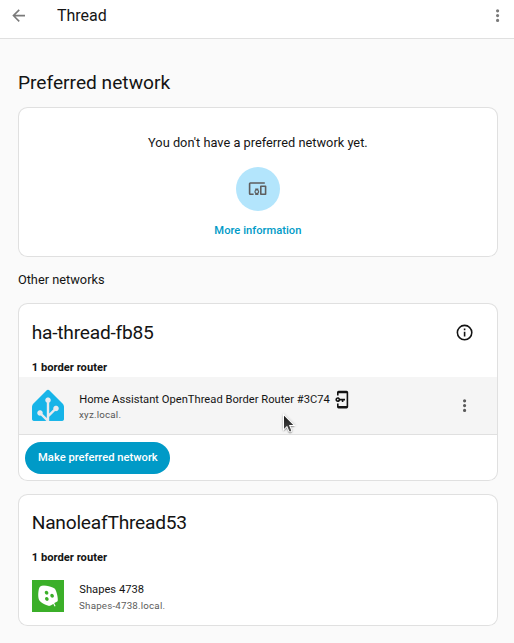 Thread
Preferred network
You don't have a preferred network yet.
More information
Other networks
ha-thread-fb85
1 border router
Home Assistant OpenThread Border Router #3C74
xyz.local.
Make preferred network
NanoleafThread53
1 border router
Shapes 4738
Shapes-4738.local.